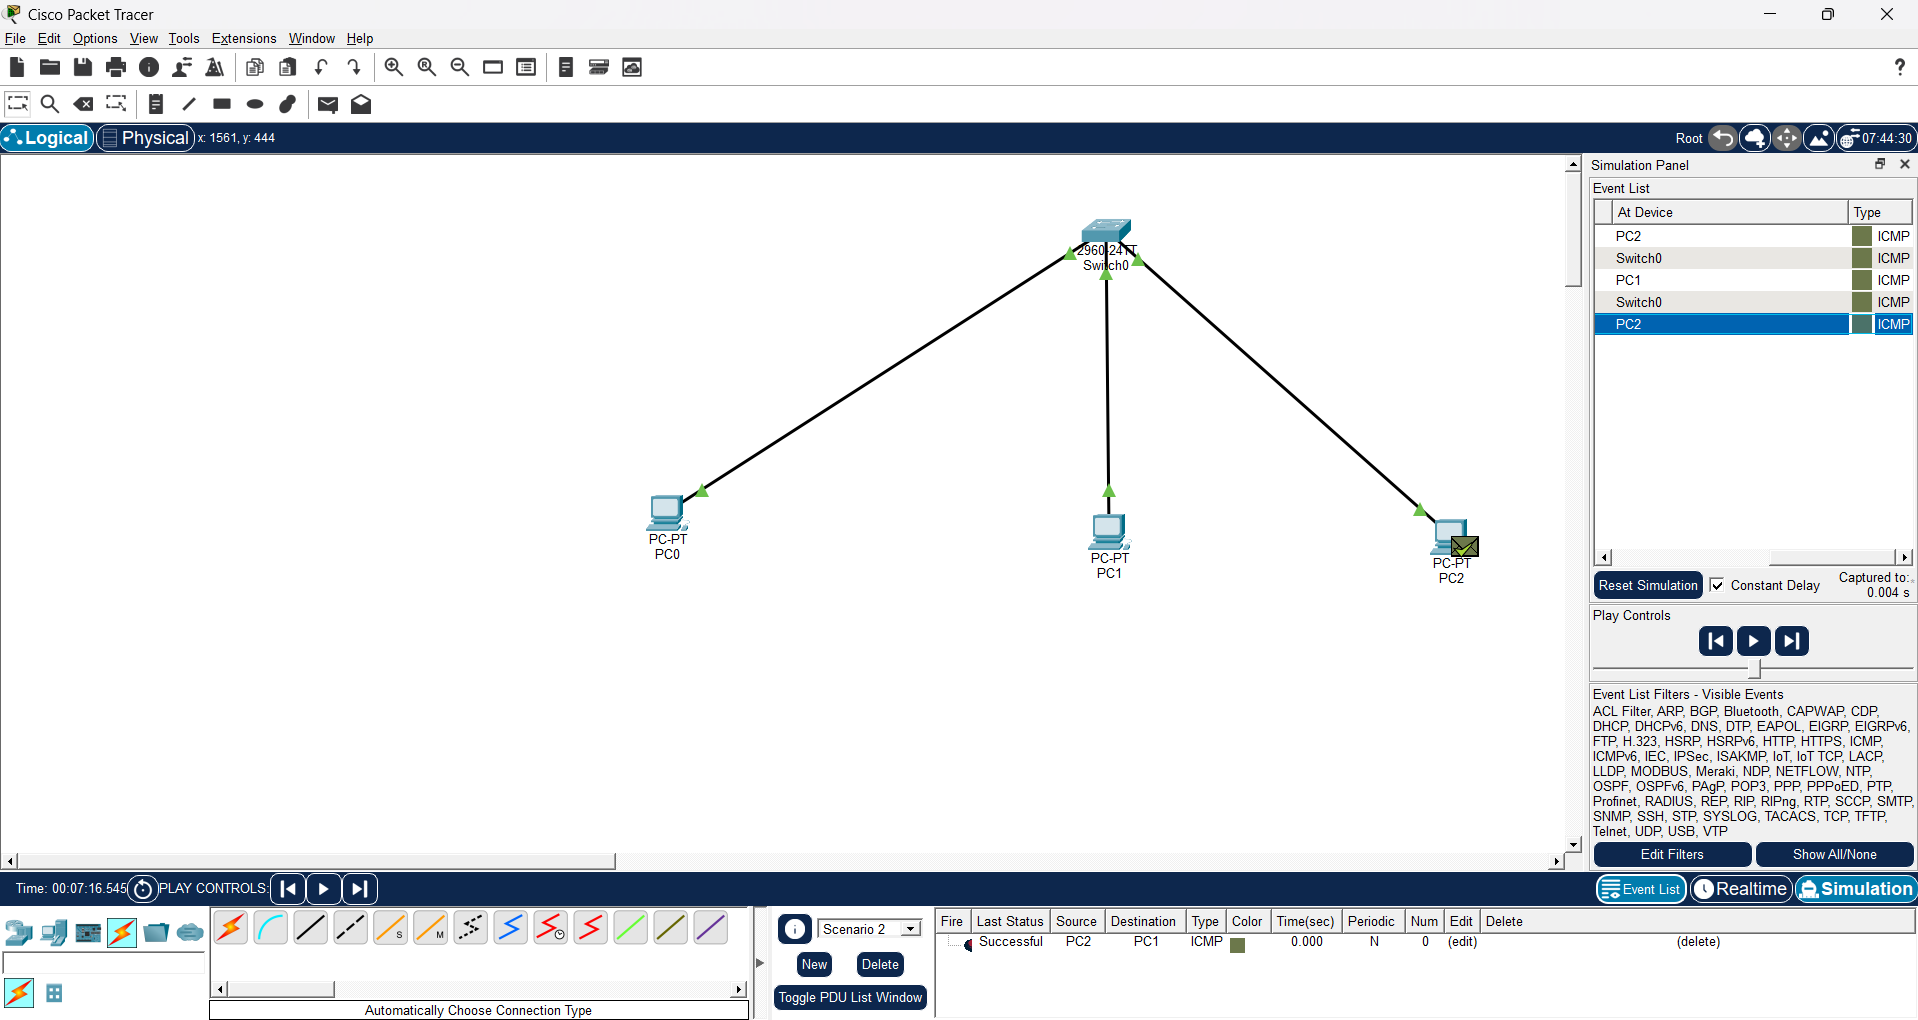 Cisco Packet Tracer
File Edit Options View Tools Extensions Window Help
?
Logical Physical x: 1561, y: 444 Root 07:44:30
Simulation Panel
Event List
At Device Type
PC2 ICMP
Switch0 ICMP
PC1 ICMP
Switch0 ICMP
PC2 ICMP
2960-24TT
Switch0
PC-PT
PC0
PC-PT
PC1
PC-PT
PC2
Reset Simulation Constant Delay Captured to:
0.004 s
Play Controls
Event List Filters - Visible Events
ACL Filter, ARP, BGP, Bluetooth, CAPWAP, CDP,
DHCP, DHCPv6, DNS, DTP, EAPOL, EIGRP, EIGRPv6,
FTP, H.323, HSRP, HSRPv6, HTTP, HTTPS, ICMP,
ICMPv6, IEC, IPSec, ISAKMP, IoT, IoT TCP, LACP,
LLDP, MODBUS, Meraki, NDP, NETFLOW, NTP,
OSPF, OSPFv6, PAgP, POP3, PPP, PPPoED, PTP,
Profinet, RADIUS, REP, RIP, RIPng, RTP, SCCP, SMTP,
SNMP, SSH, STP, SYSLOG, TACACS, TCP, TFTP,
Telnet, UDP, USB, VTP
Edit Filters Show All/None
Time: 00:07:16.545 PLAY CONTROLS: Event List Realtime Simulation
S M
Automatically Choose Connection Type
Scenario 2
New Delete
Toggle PDU List Window
Fire Last Status Source Destination Type Color Time(sec) Periodic Num Edit Delete
Successful PC2 PC1 ICMP 0.000 N 0 (edit) (delete)